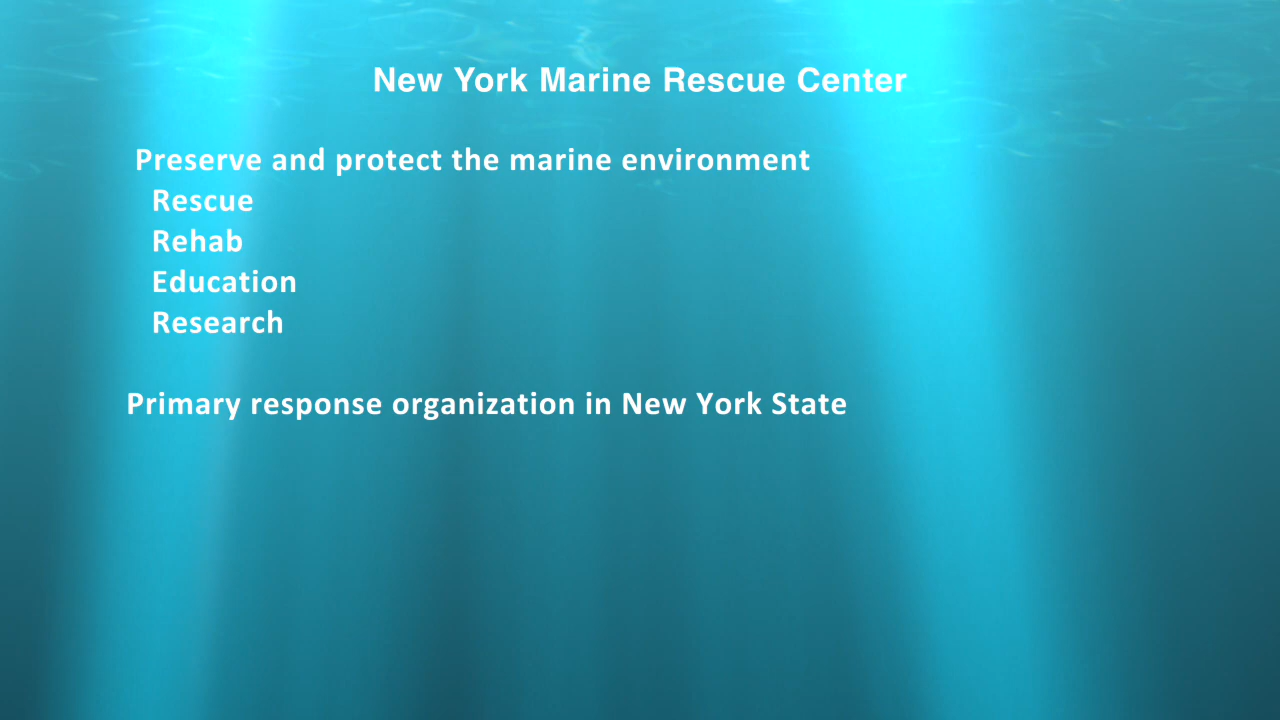 New York Marine Rescue Center
Preserve and protect the marine environment
Rescue
Rehab
Education
Research
Primary response organization in New York State